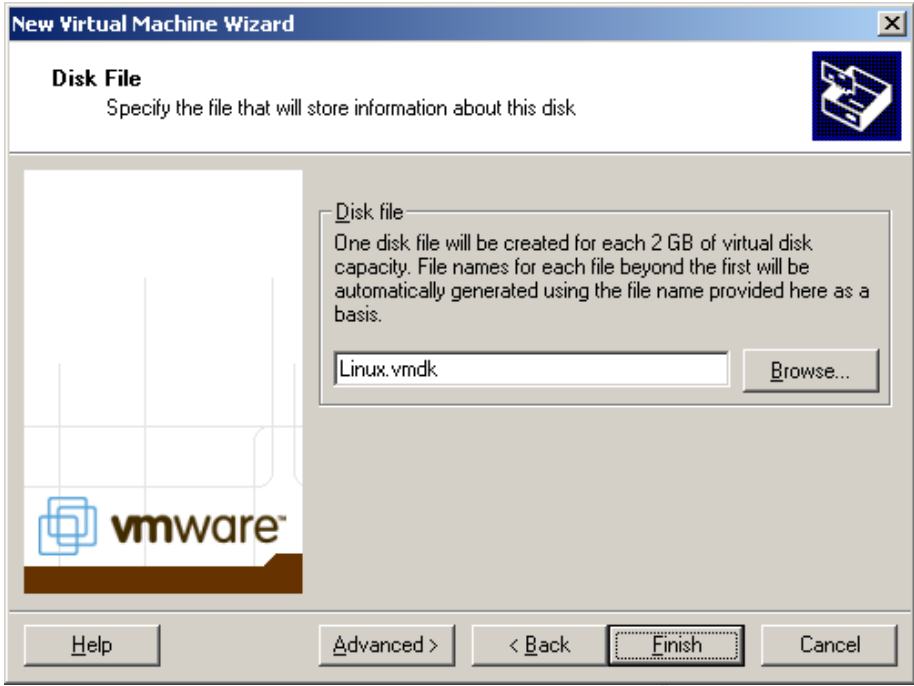 New Virtual Machine Wizard
Disk File
Specify the file that will store information about this disk
Disk file
One disk file will be created for each 2 GB of virtual disk
capacity. File names for each file beyond the first will be
automatically generated using the file name provided here as a
basis.
Linux.vmdk
Browse...
vmware™
Help
Advanced >
< Back
Finish
Cancel